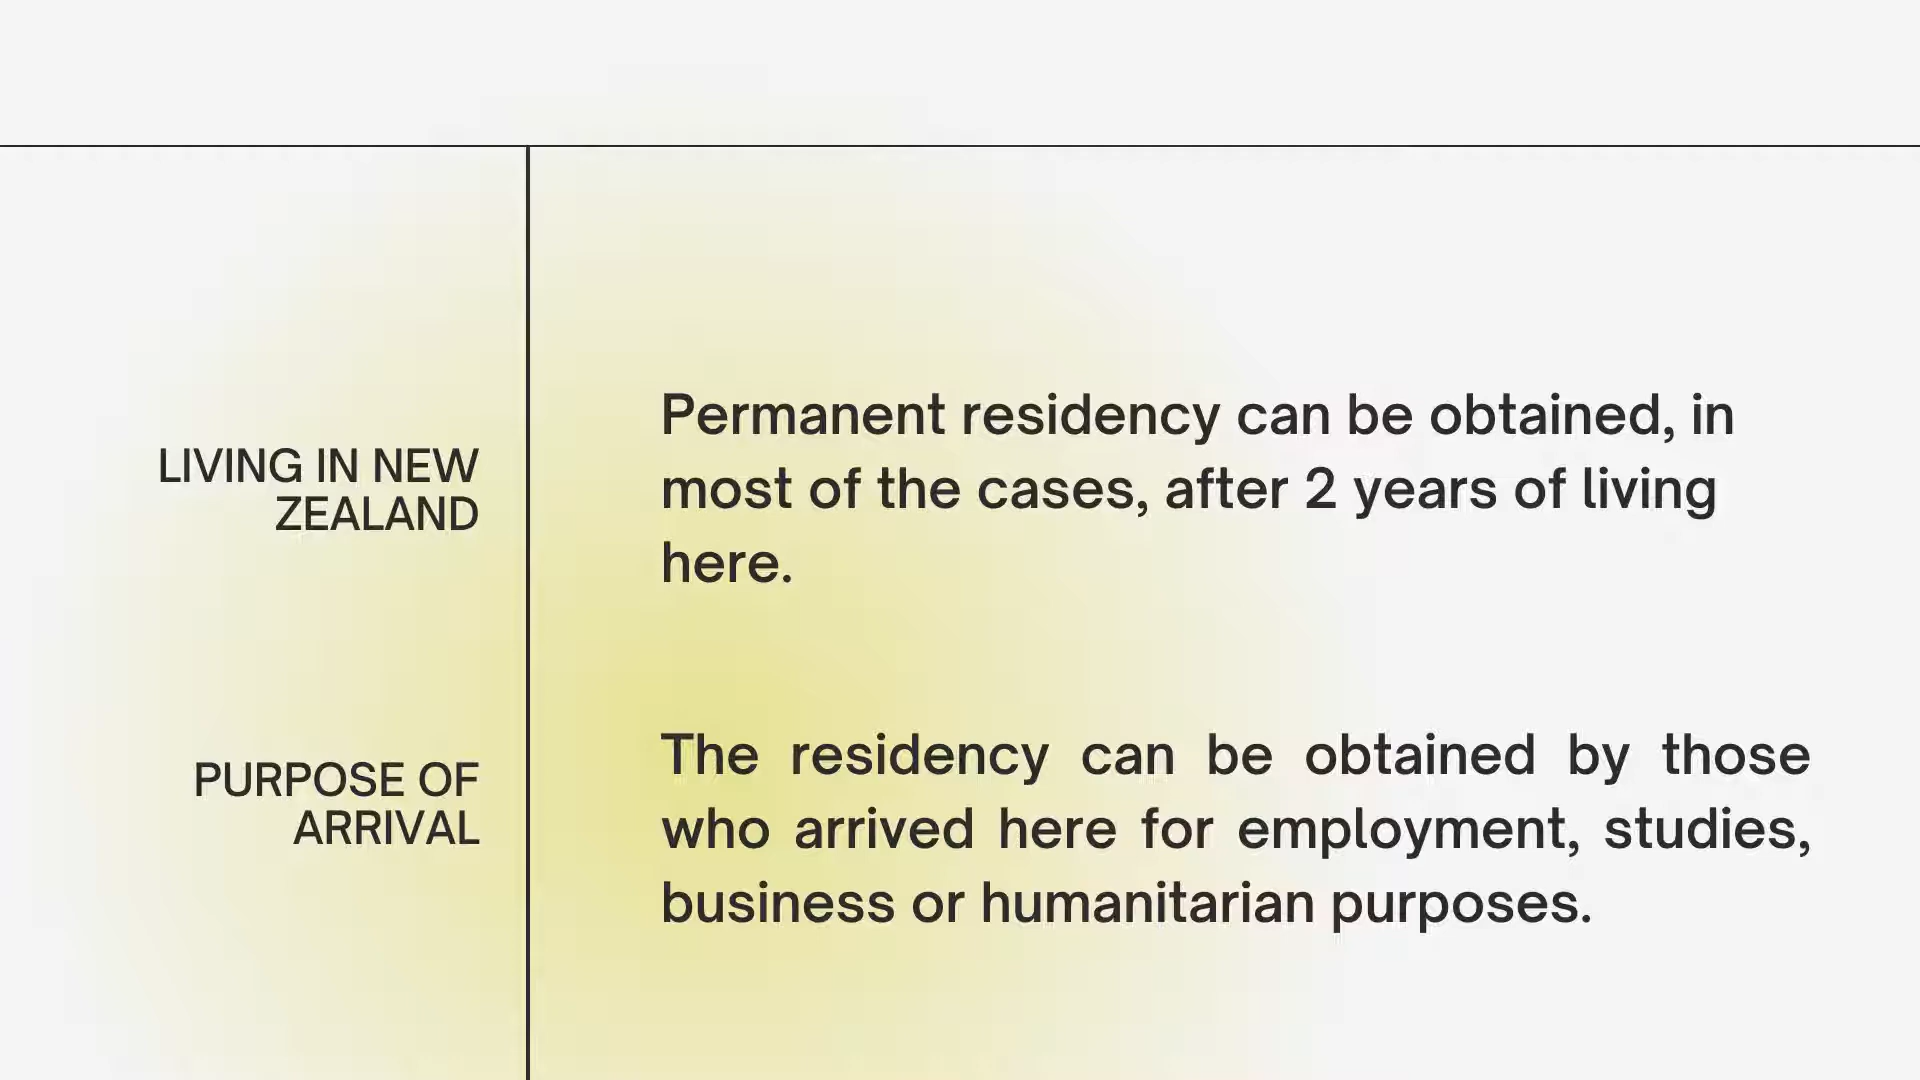 LIVING IN NEW
ZEALAND
Permanent residency can be obtained, in
most of the cases, after 2 years of living
here.
PURPOSE OF
ARRIVAL
The residency can be obtained by those
who arrived here for employment, studies,
business or humanitarian purposes.